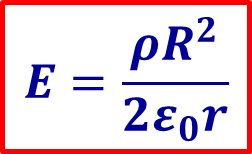 E = ρR² / 2ε₀r